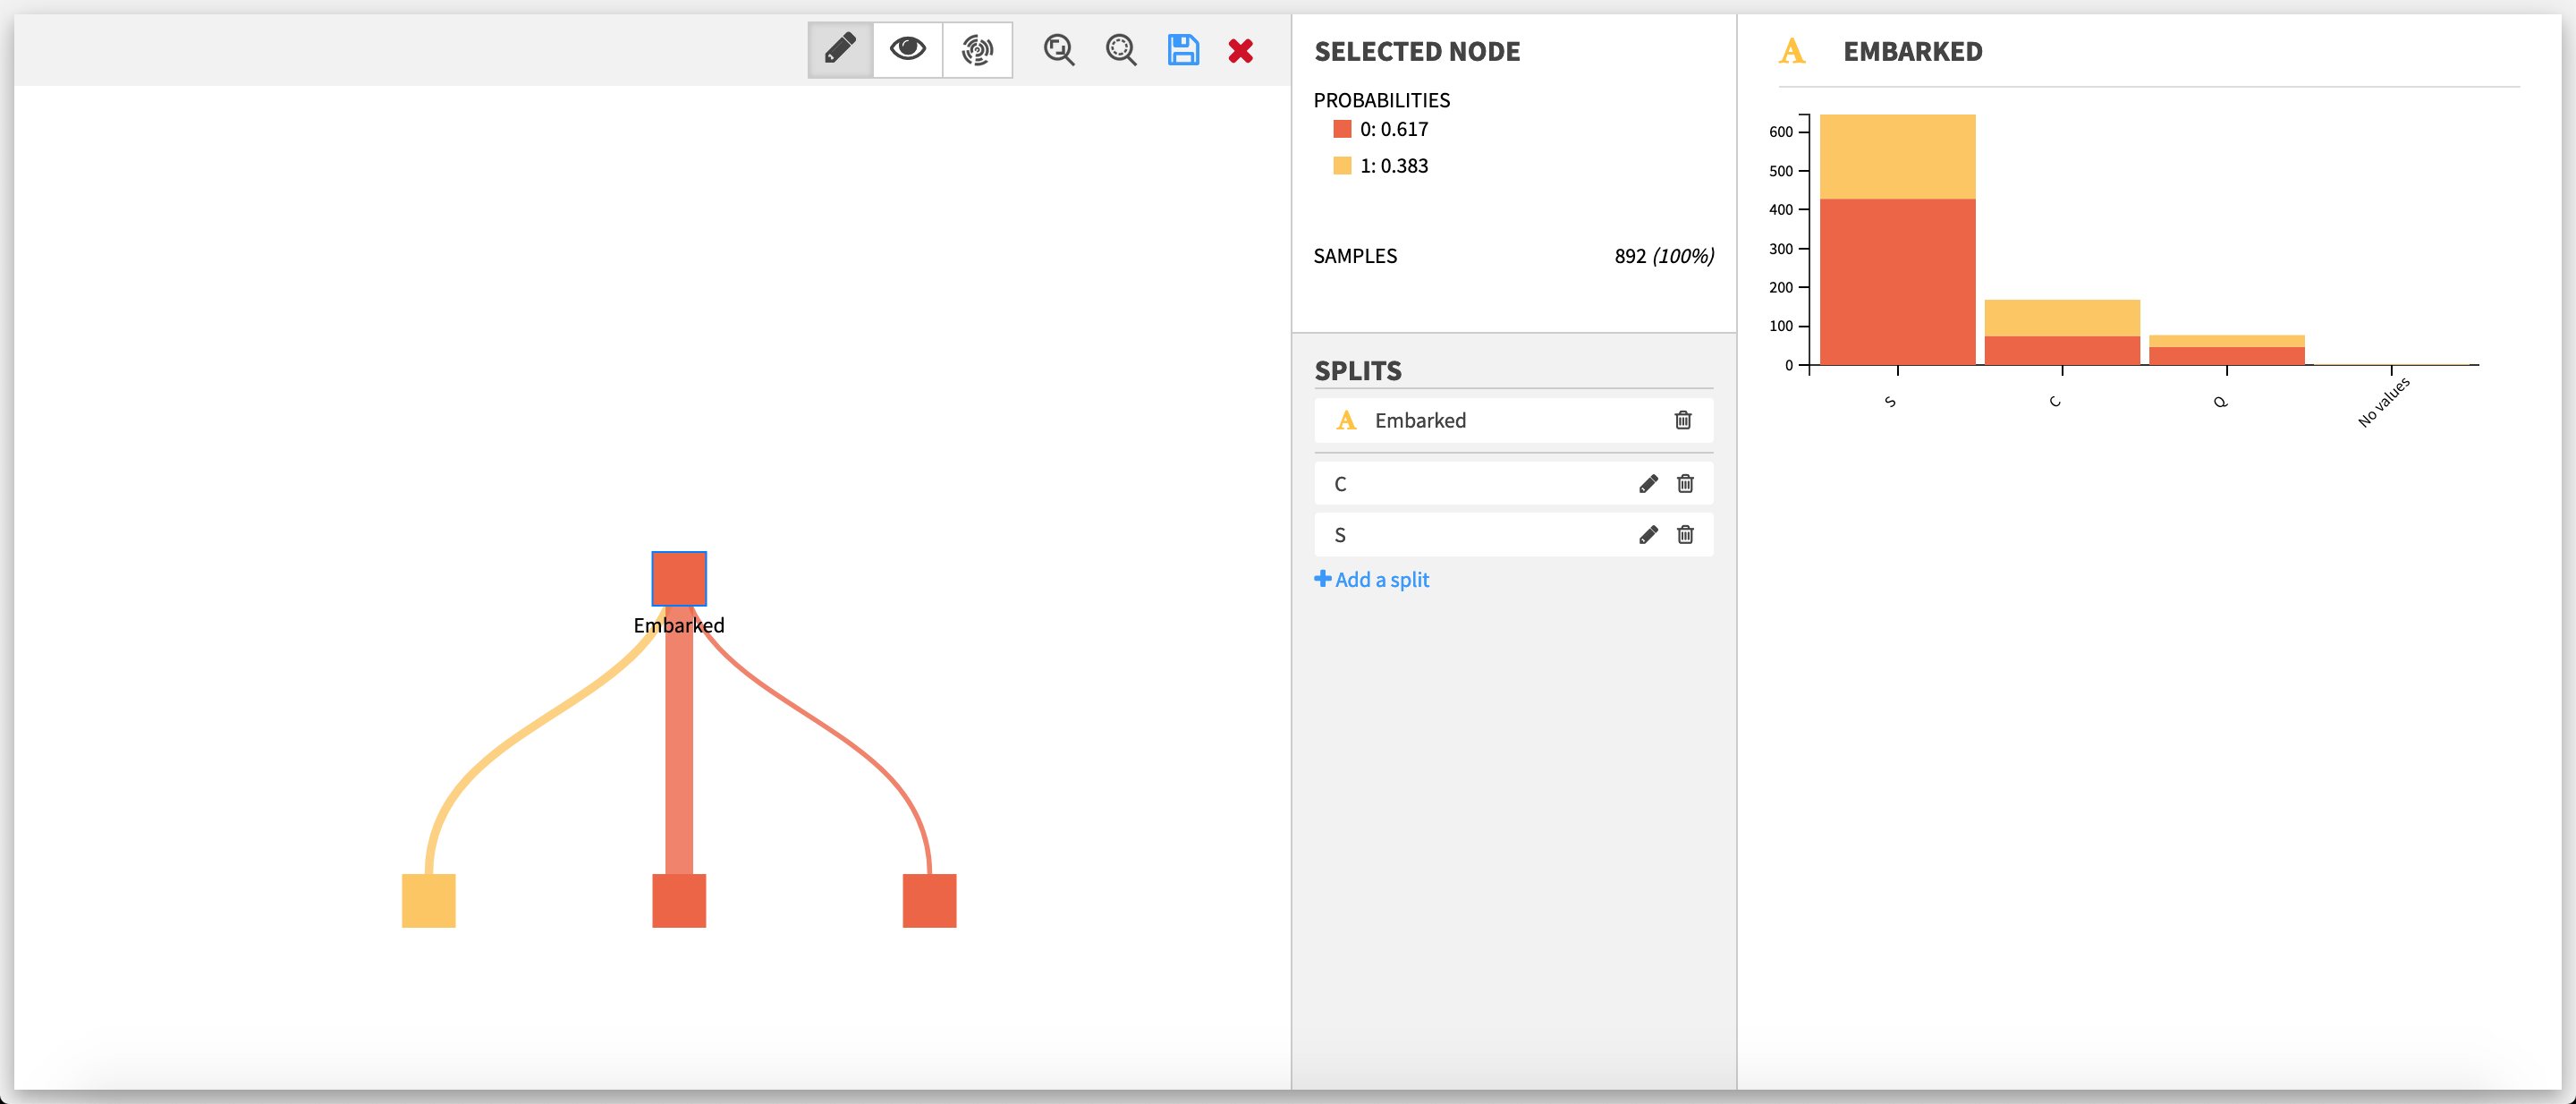 SELECTED NODE
PROBABILITIES
0: 0.617
1: 0.383
SAMPLES 892 (100%)
SPLITS
A Embarked
C
S
Add a split
Embarked
A EMBARKED
600
500
400
300
200
100
0
S
C
Q
No values